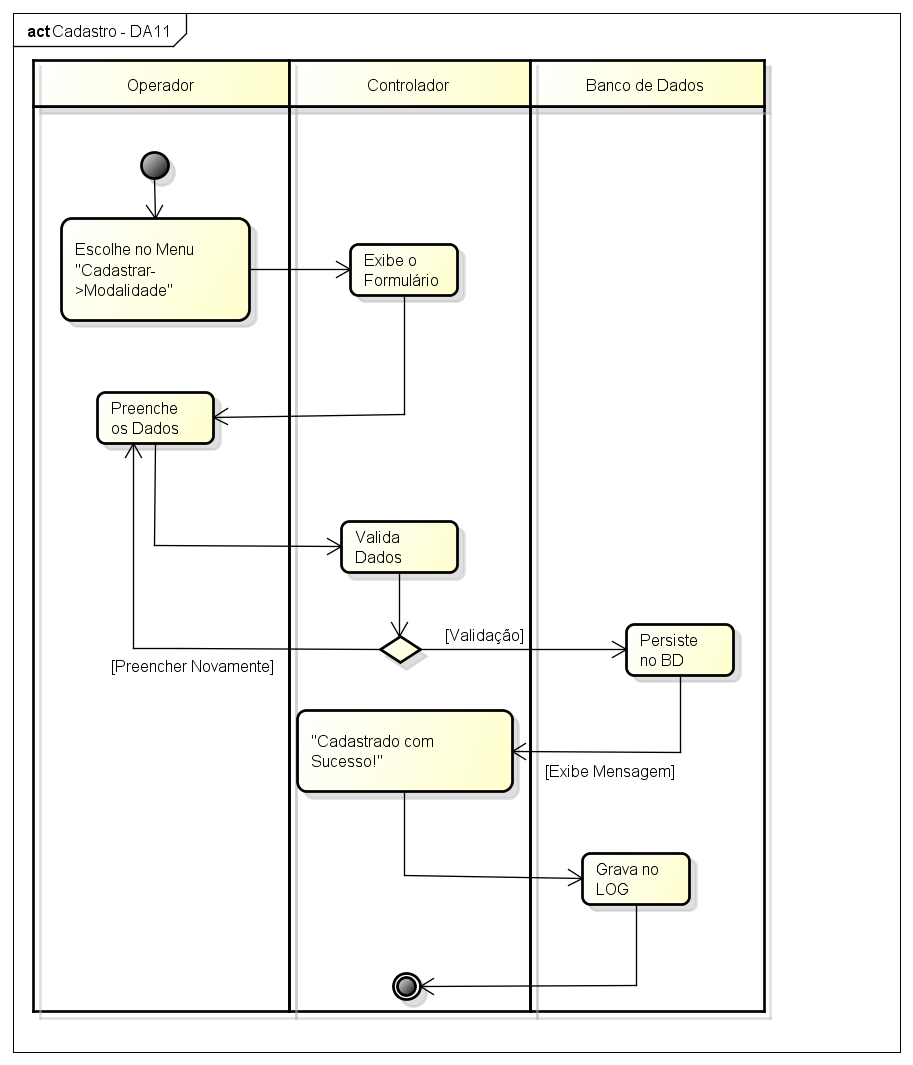 act Cadastro - DA11
Operador
Controlador
Banco de Dados
Escolhe no Menu
"Cadastrar-
>Modalidade"
Exibe o
Formulário
Preenche
os Dados
Valida
Dados
[Validação]
[Preencher Novamente]
Persiste
no BD
"Cadastrado com
Sucesso!"
[Exibe Mensagem]
Grava no
LOG